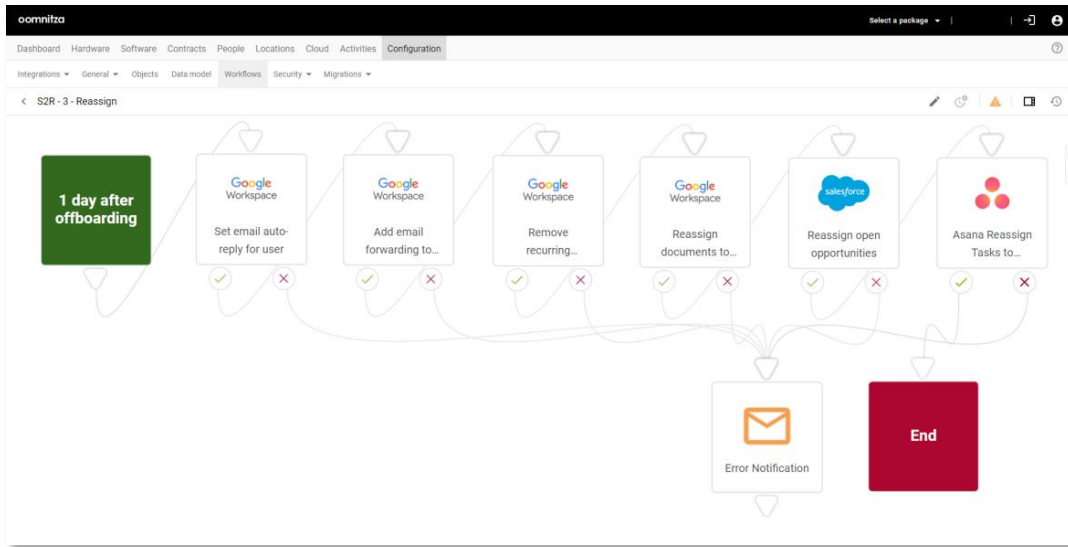 oomnitza
Select a package
Dashboard Hardware Software Contracts People Locations Cloud Activities Configuration
Integrations General Objects Data model Workflows Security Migrations
S2R - 3 - Reassign
1 day after
offboarding
Google
Workspace
Set email auto-
reply for user
Google
Workspace
Add email
forwarding to...
Google
Workspace
Remove
recurring...
Google
Workspace
Reassign
documents to...
salesforce
Reassign open
opportunities
Asana Reassign
Tasks to...
Error Notification
End